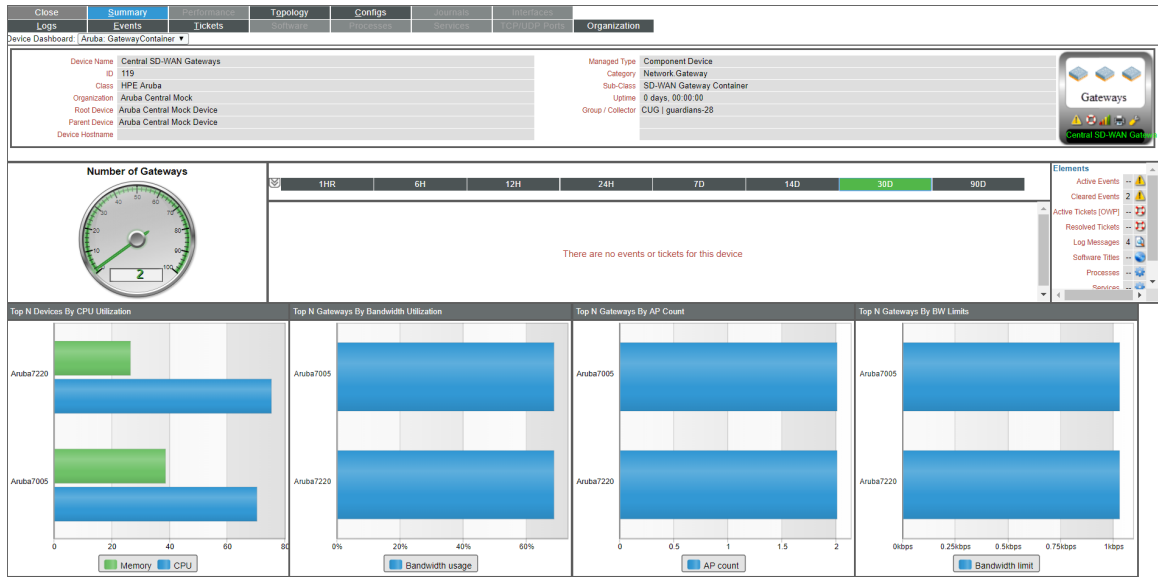 Close Summary Performance Topology Configs Journals Interfaces
Logs Events Tickets Software Processes Services TCP/UDP Ports Organization
Device Dashboard: Aruba: GatewayContainer
Device Name Central SD-WAN Gateways Managed Type Component Device
ID 119 Category Network Gateway
Class HPE Aruba Sub-Class SD-WAN Gateway Container
Organization Aruba Central Mock Uptime 0 days, 00:00:00
Root Device Aruba Central Mock Device Group / Collector CUG | guardians-28
Parent Device Aruba Central Mock Device
Device Hostname
Gateways
Central SD-WAN Gatew
Number of Gateways
0 10 20 30 40 50 60 70 80 90 100
2
1HR 6H 12H 24H 7D 14D 30D 90D
There are no events or tickets for this device
Elements
Active Events --
Cleared Events 2
Active Tickets [OWP] --
Resolved Tickets --
Log Messages 4
Software Titles --
Processes --
Services --
Top N Devices By CPU Utilization
Aruba7220
Aruba7005
0 20 40 60 80
Memory CPU
Top N Gateways By Bandwidth Utilization
Aruba7005
Aruba7220
0% 20% 40% 60%
Bandwidth usage
Top N Gateways By AP Count
Aruba7005
Aruba7220
0 0.5 1 1.5 2
AP count
Top N Gateways By BW Limits
Aruba7005
Aruba7220
0kbps 0.25kbps 0.5kbps 0.75kbps 1kbps
Bandwidth limit